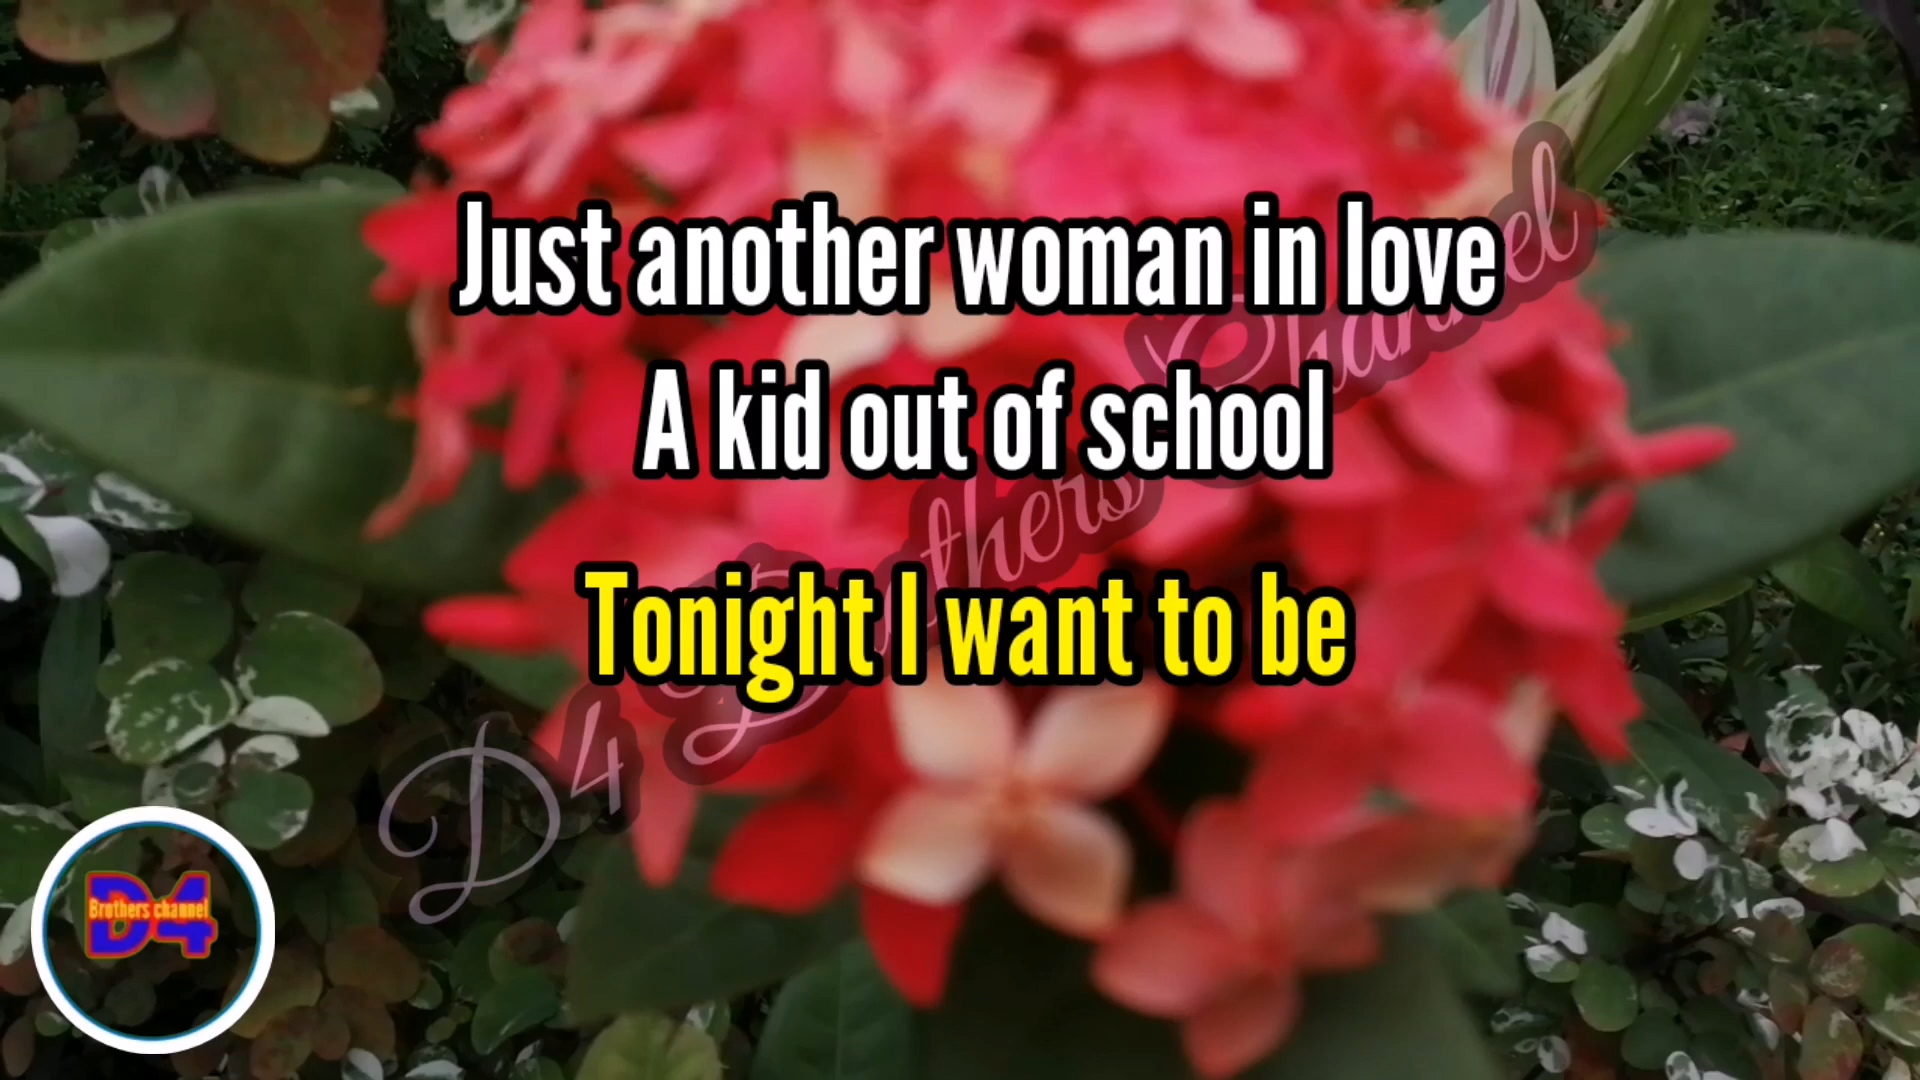 Just another woman in love
A kid out of school
Tonight I want to be
D4 Brothers Channel
D4
Brothers channel